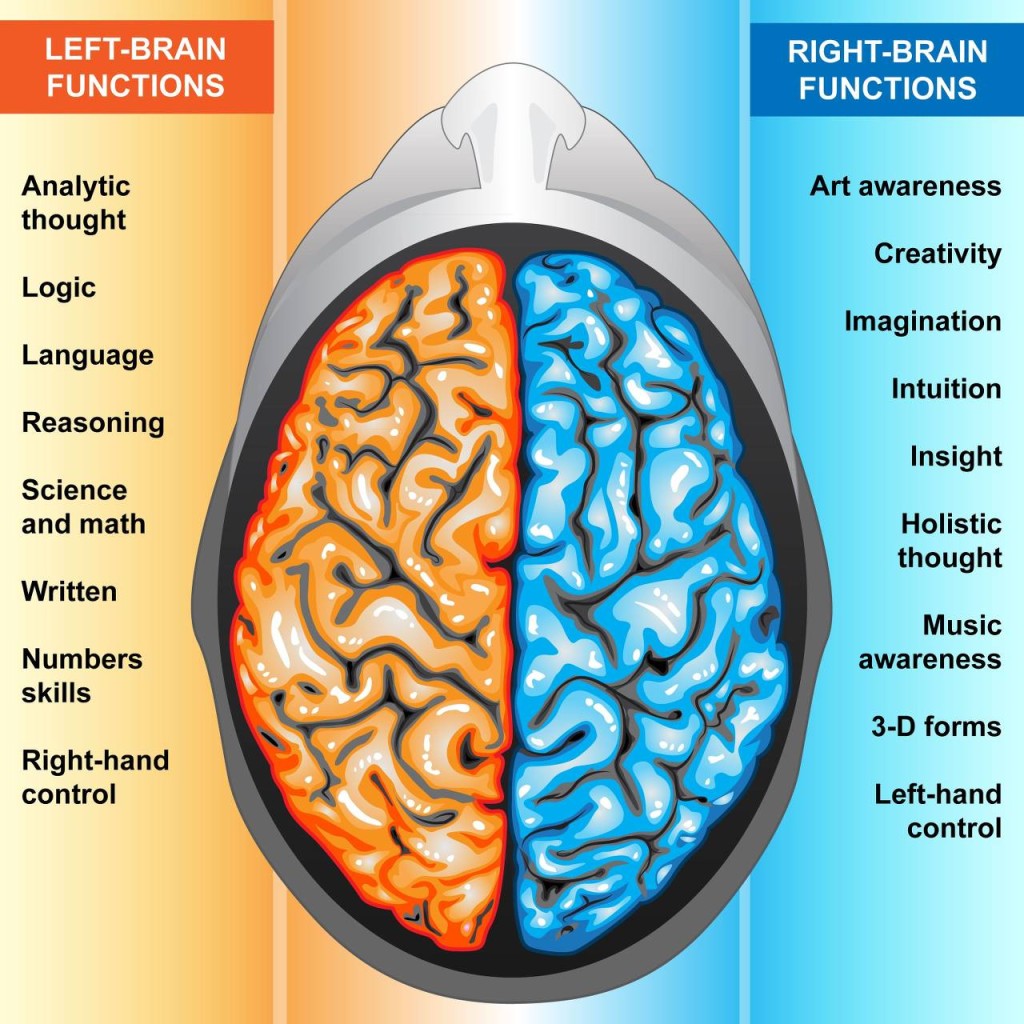 LEFT-BRAIN
FUNCTIONS
Analytic
thought
Logic
Language
Reasoning
Science
and math
Written
Numbers
skills
Right-hand
control
RIGHT-BRAIN
FUNCTIONS
Art awareness
Creativity
Imagination
Intuition
Insight
Holistic
thought
Music
awareness
3-D forms
Left-hand
control